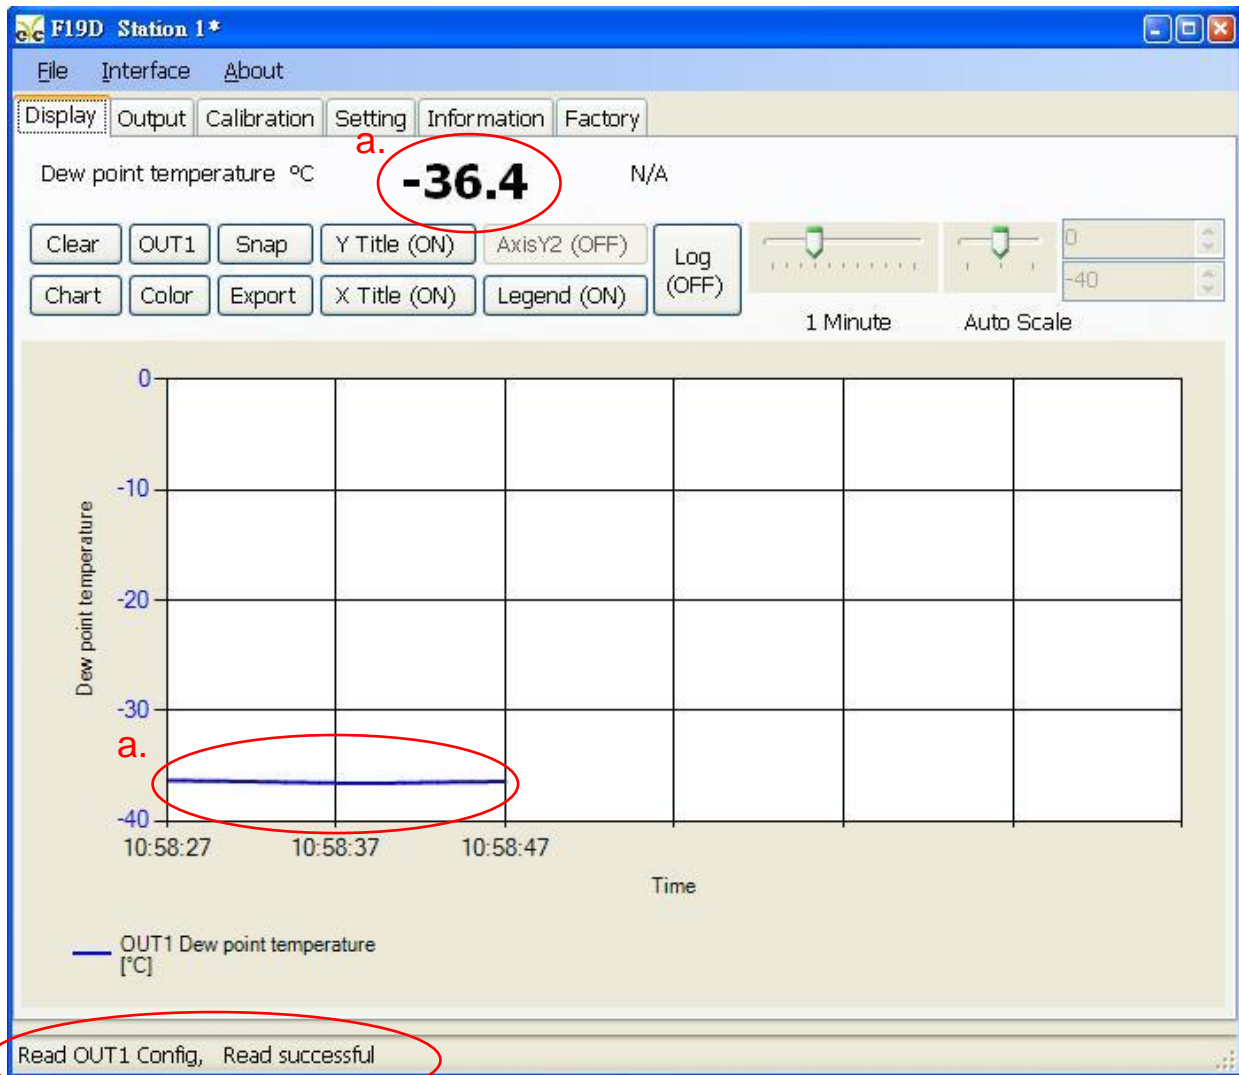 F19D Station 1*
File Interface About
Display Output Calibration Setting Information Factory
a.
Dew point temperature °C -36.4 N/A
Clear OUT1 Snap Y Title (ON) AxisY2 (OFF) Log (OFF) 0
Chart Color Export X Title (ON) Legend (ON) -40
1 Minute Auto Scale
0
-10
-20
-30
-40
Dew point temperature
a.
10:58:27 10:58:37 10:58:47
Time
OUT1 Dew point temperature
[°C]
Read OUT1 Config, Read successful